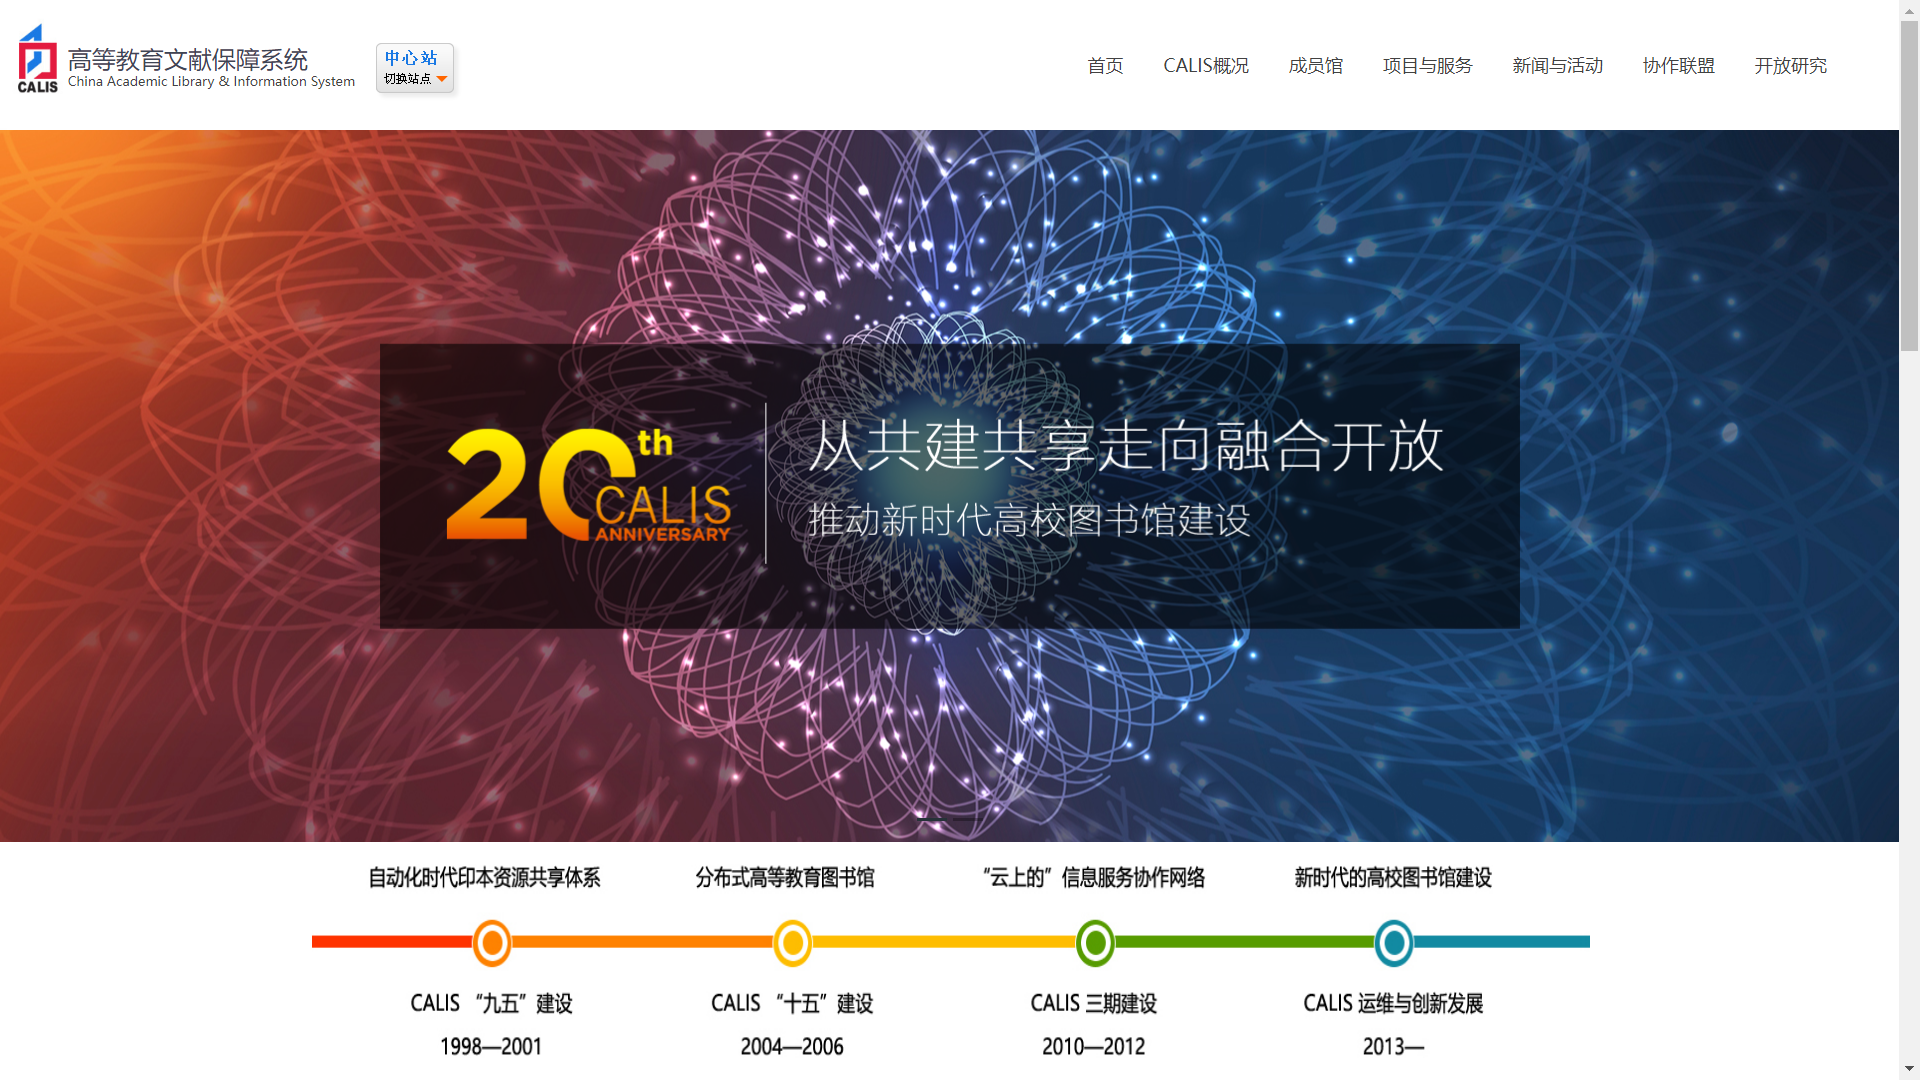 CALIS
高等教育文献保障系统
China Academic Library & Information System
中心站
切换站点
首页
CALIS概况
成员馆
项目与服务
新闻与活动
协作联盟
开放研究
20th
CALIS
ANNIVERSARY
从共建共享走向融合开放
推动新时代高校图书馆建设
自动化时代印本资源共享体系
分布式高等教育图书馆
“云上的”信息服务协作网络
新时代的高校图书馆建设
CALIS “九五”建设
1998—2001
CALIS “十五”建设
2004—2006
CALIS 三期建设
2010—2012
CALIS 运维与创新发展
2013—